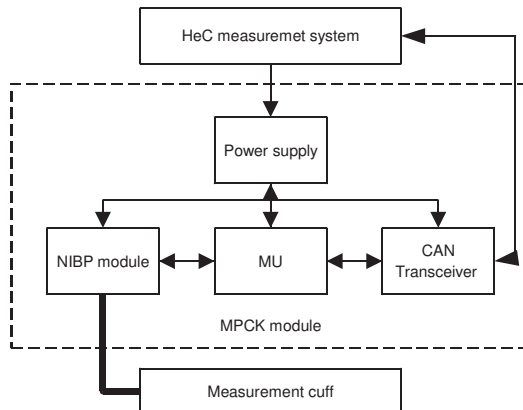 HeC measuremet system
Power supply
NIBP module
MU
CAN
Transceiver
MPCK module
Measurement cuff